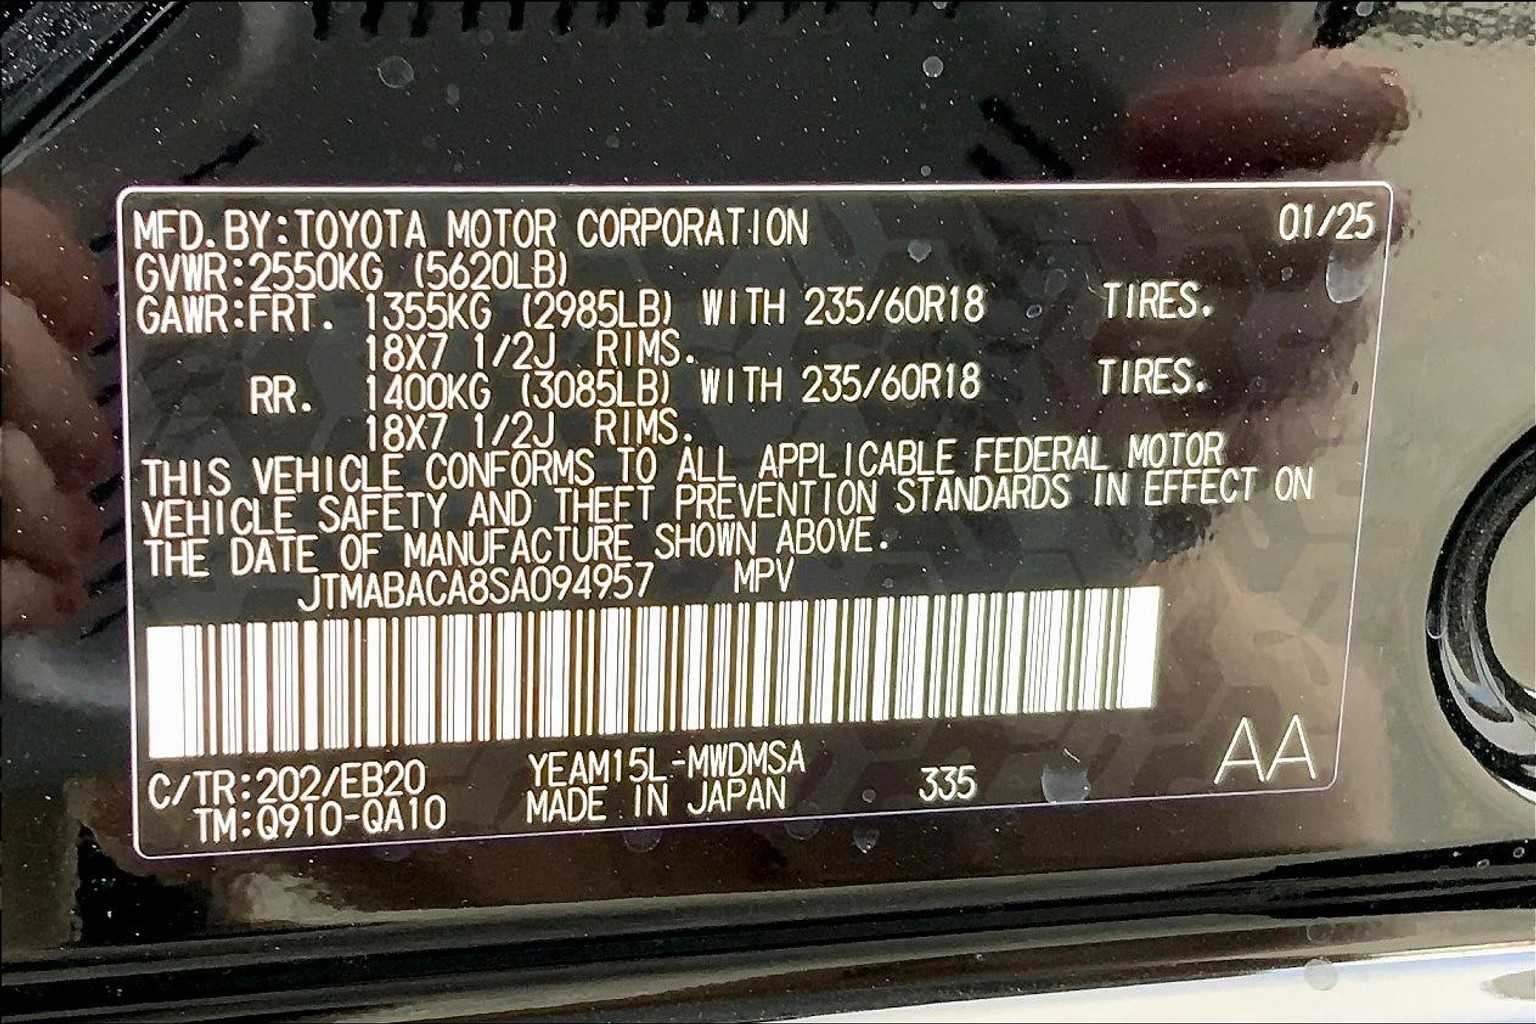 MFD. BY:TOYOTA MOTOR CORPORATION 01/25
GVWR:2550KG (5620LB)
GAWR:FRT. 1355KG (2985LB) WITH 235/60R18 TIRES.
18X7 1/2J RIMS.
RR. 1400KG (3085LB) WITH 235/60R18 TIRES.
18X7 1/2J RIMS.
THIS VEHICLE CONFORMS TO ALL APPLICABLE FEDERAL MOTOR
VEHICLE SAFETY AND THEFT PREVENTION STANDARDS IN EFFECT ON
THE DATE OF MANUFACTURE SHOWN ABOVE.
JTMABACA8SA094957 MPV
C/TR:202/EB20 YEAM15L-MWDMSA 335 AA
TM:Q910-QA10 MADE IN JAPAN